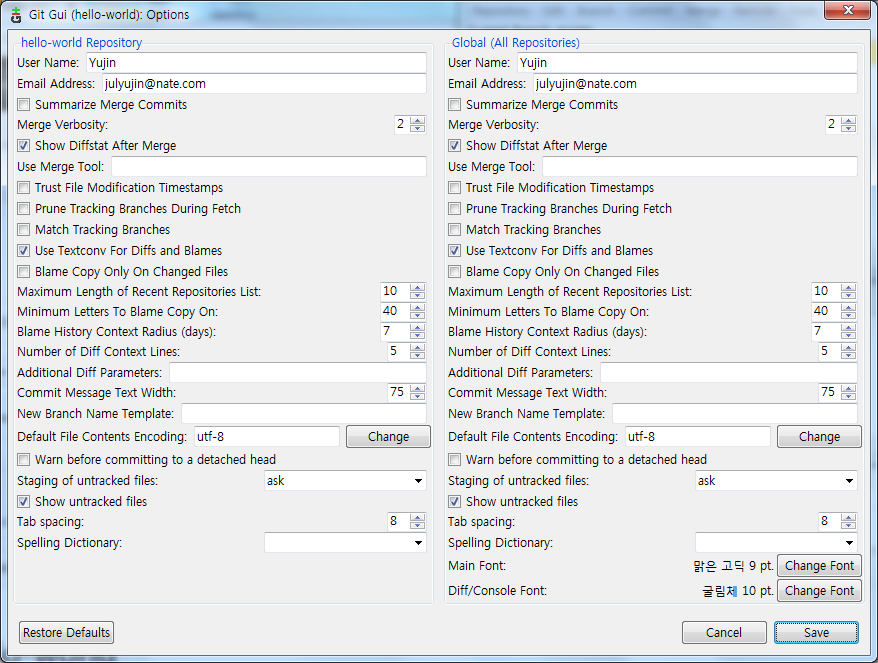 Git Gui (hello-world): Options
hello-world Repository
User Name: Yujin
Email Address: julyujin@nate.com
Summarize Merge Commits
Merge Verbosity: 2
Show Diffstat After Merge
Use Merge Tool:
Trust File Modification Timestamps
Prune Tracking Branches During Fetch
Match Tracking Branches
Use Textconv For Diffs and Blames
Blame Copy Only On Changed Files
Maximum Length of Recent Repositories List: 10
Minimum Letters To Blame Copy On: 40
Blame History Context Radius (days): 7
Number of Diff Context Lines: 5
Additional Diff Parameters:
Commit Message Text Width: 75
New Branch Name Template:
Default File Contents Encoding: utf-8 Change
Warn before committing to a detached head
Staging of untracked files: ask
Show untracked files
Tab spacing: 8
Spelling Dictionary:
Global (All Repositories)
User Name: Yujin
Email Address: julyujin@nate.com
Summarize Merge Commits
Merge Verbosity: 2
Show Diffstat After Merge
Use Merge Tool:
Trust File Modification Timestamps
Prune Tracking Branches During Fetch
Match Tracking Branches
Use Textconv For Diffs and Blames
Blame Copy Only On Changed Files
Maximum Length of Recent Repositories List: 10
Minimum Letters To Blame Copy On: 40
Blame History Context Radius (days): 7
Number of Diff Context Lines: 5
Additional Diff Parameters:
Commit Message Text Width: 75
New Branch Name Template:
Default File Contents Encoding: utf-8 Change
Warn before committing to a detached head
Staging of untracked files: ask
Show untracked files
Tab spacing: 8
Spelling Dictionary:
Main Font: 맑은 고딕 9 pt. Change Font
Diff/Console Font: 굴림체 10 pt. Change Font
Restore Defaults Cancel Save